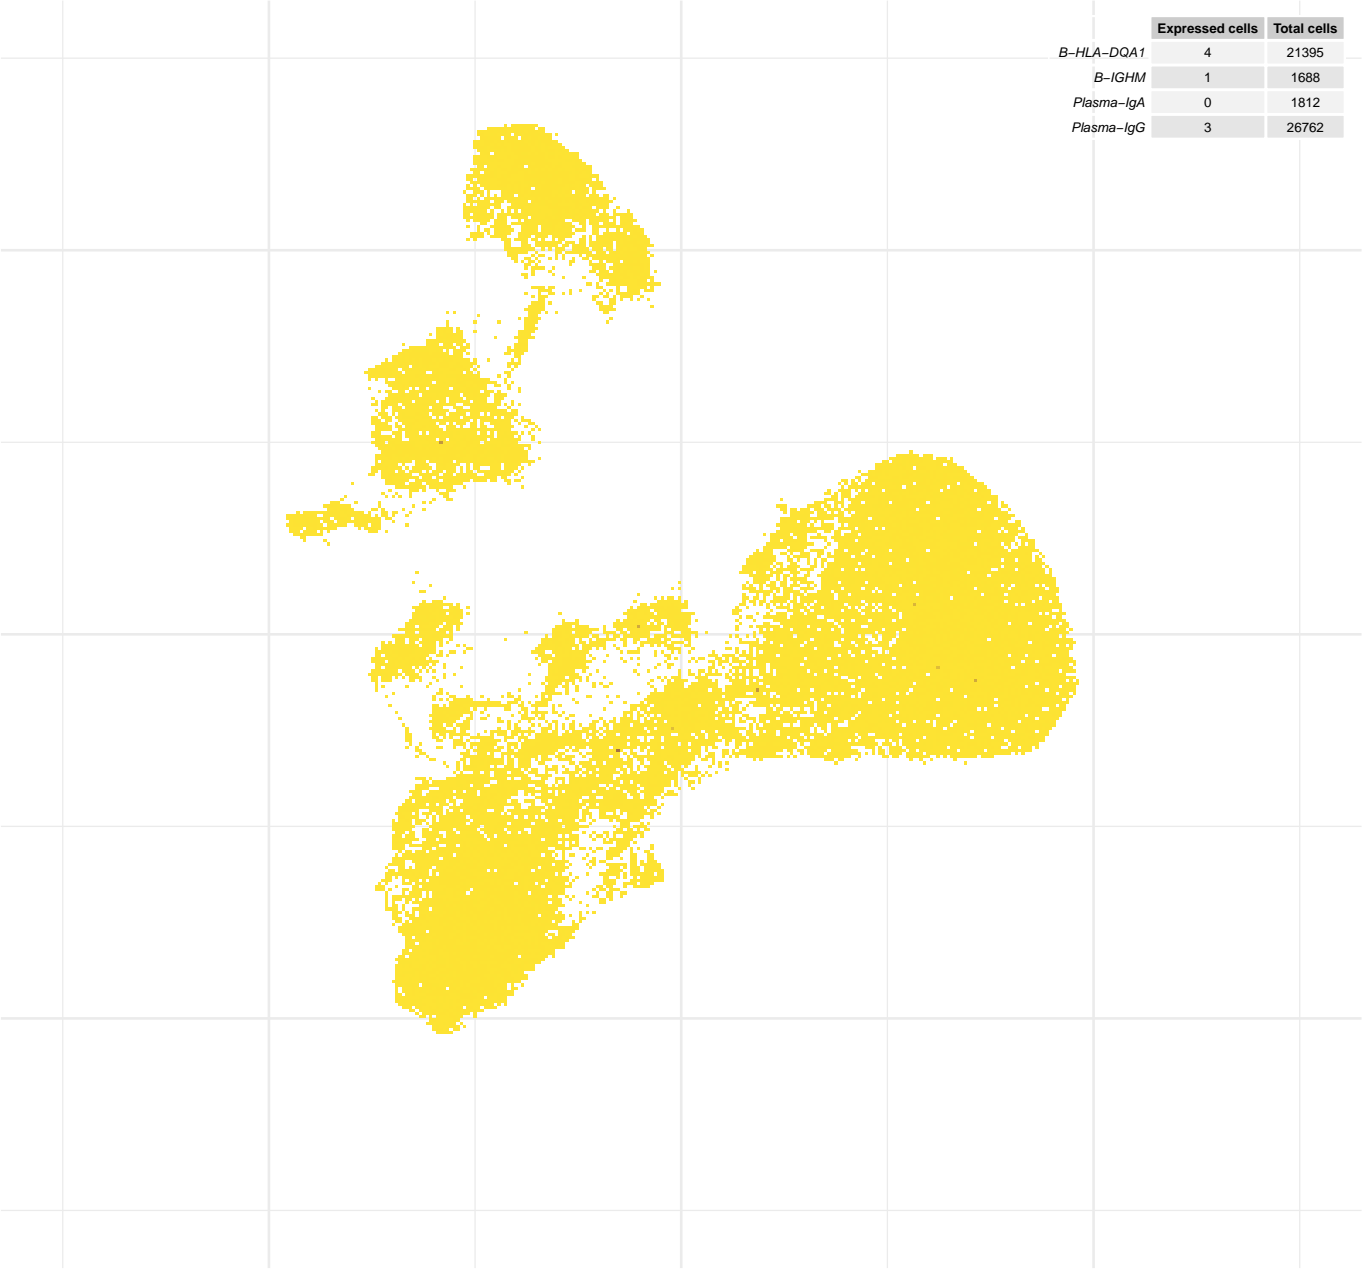 Expressed cells Total cells
B−HLA−DQA1 4 21395
B−IGHM 1 1688
Plasma−IgA 0 1812
Plasma−IgG 3 26762